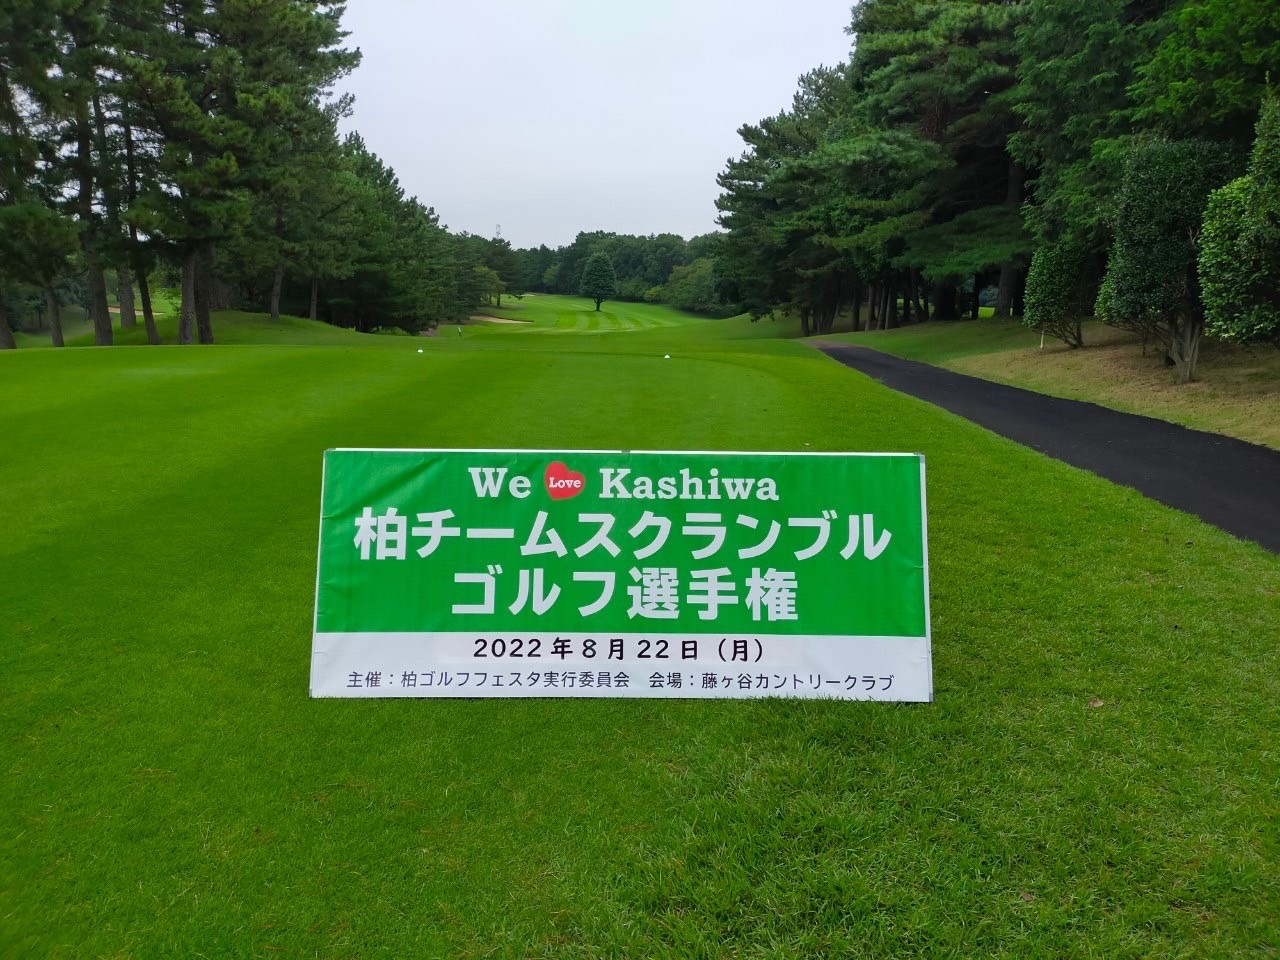 We Love Kashiwa
柏チームスクランブル
ゴルフ選手権
2022年8月22日（月）
主催：柏ゴルフフェスタ実行委員会　会場：藤ヶ谷カントリークラブ